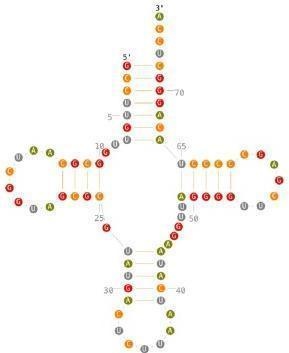 3'
A
C
C
U
5'
G C
C G
C G 70
U G
5 U A
G C
U A
U 10 65
G
U A A C G C G U C C C C C G A
C G
G G C G C A G G G G U U C
G U A U
25 U 50
G G
G
A
U A
A U
U A
30 G C 40
A U
C A
U A
C U U